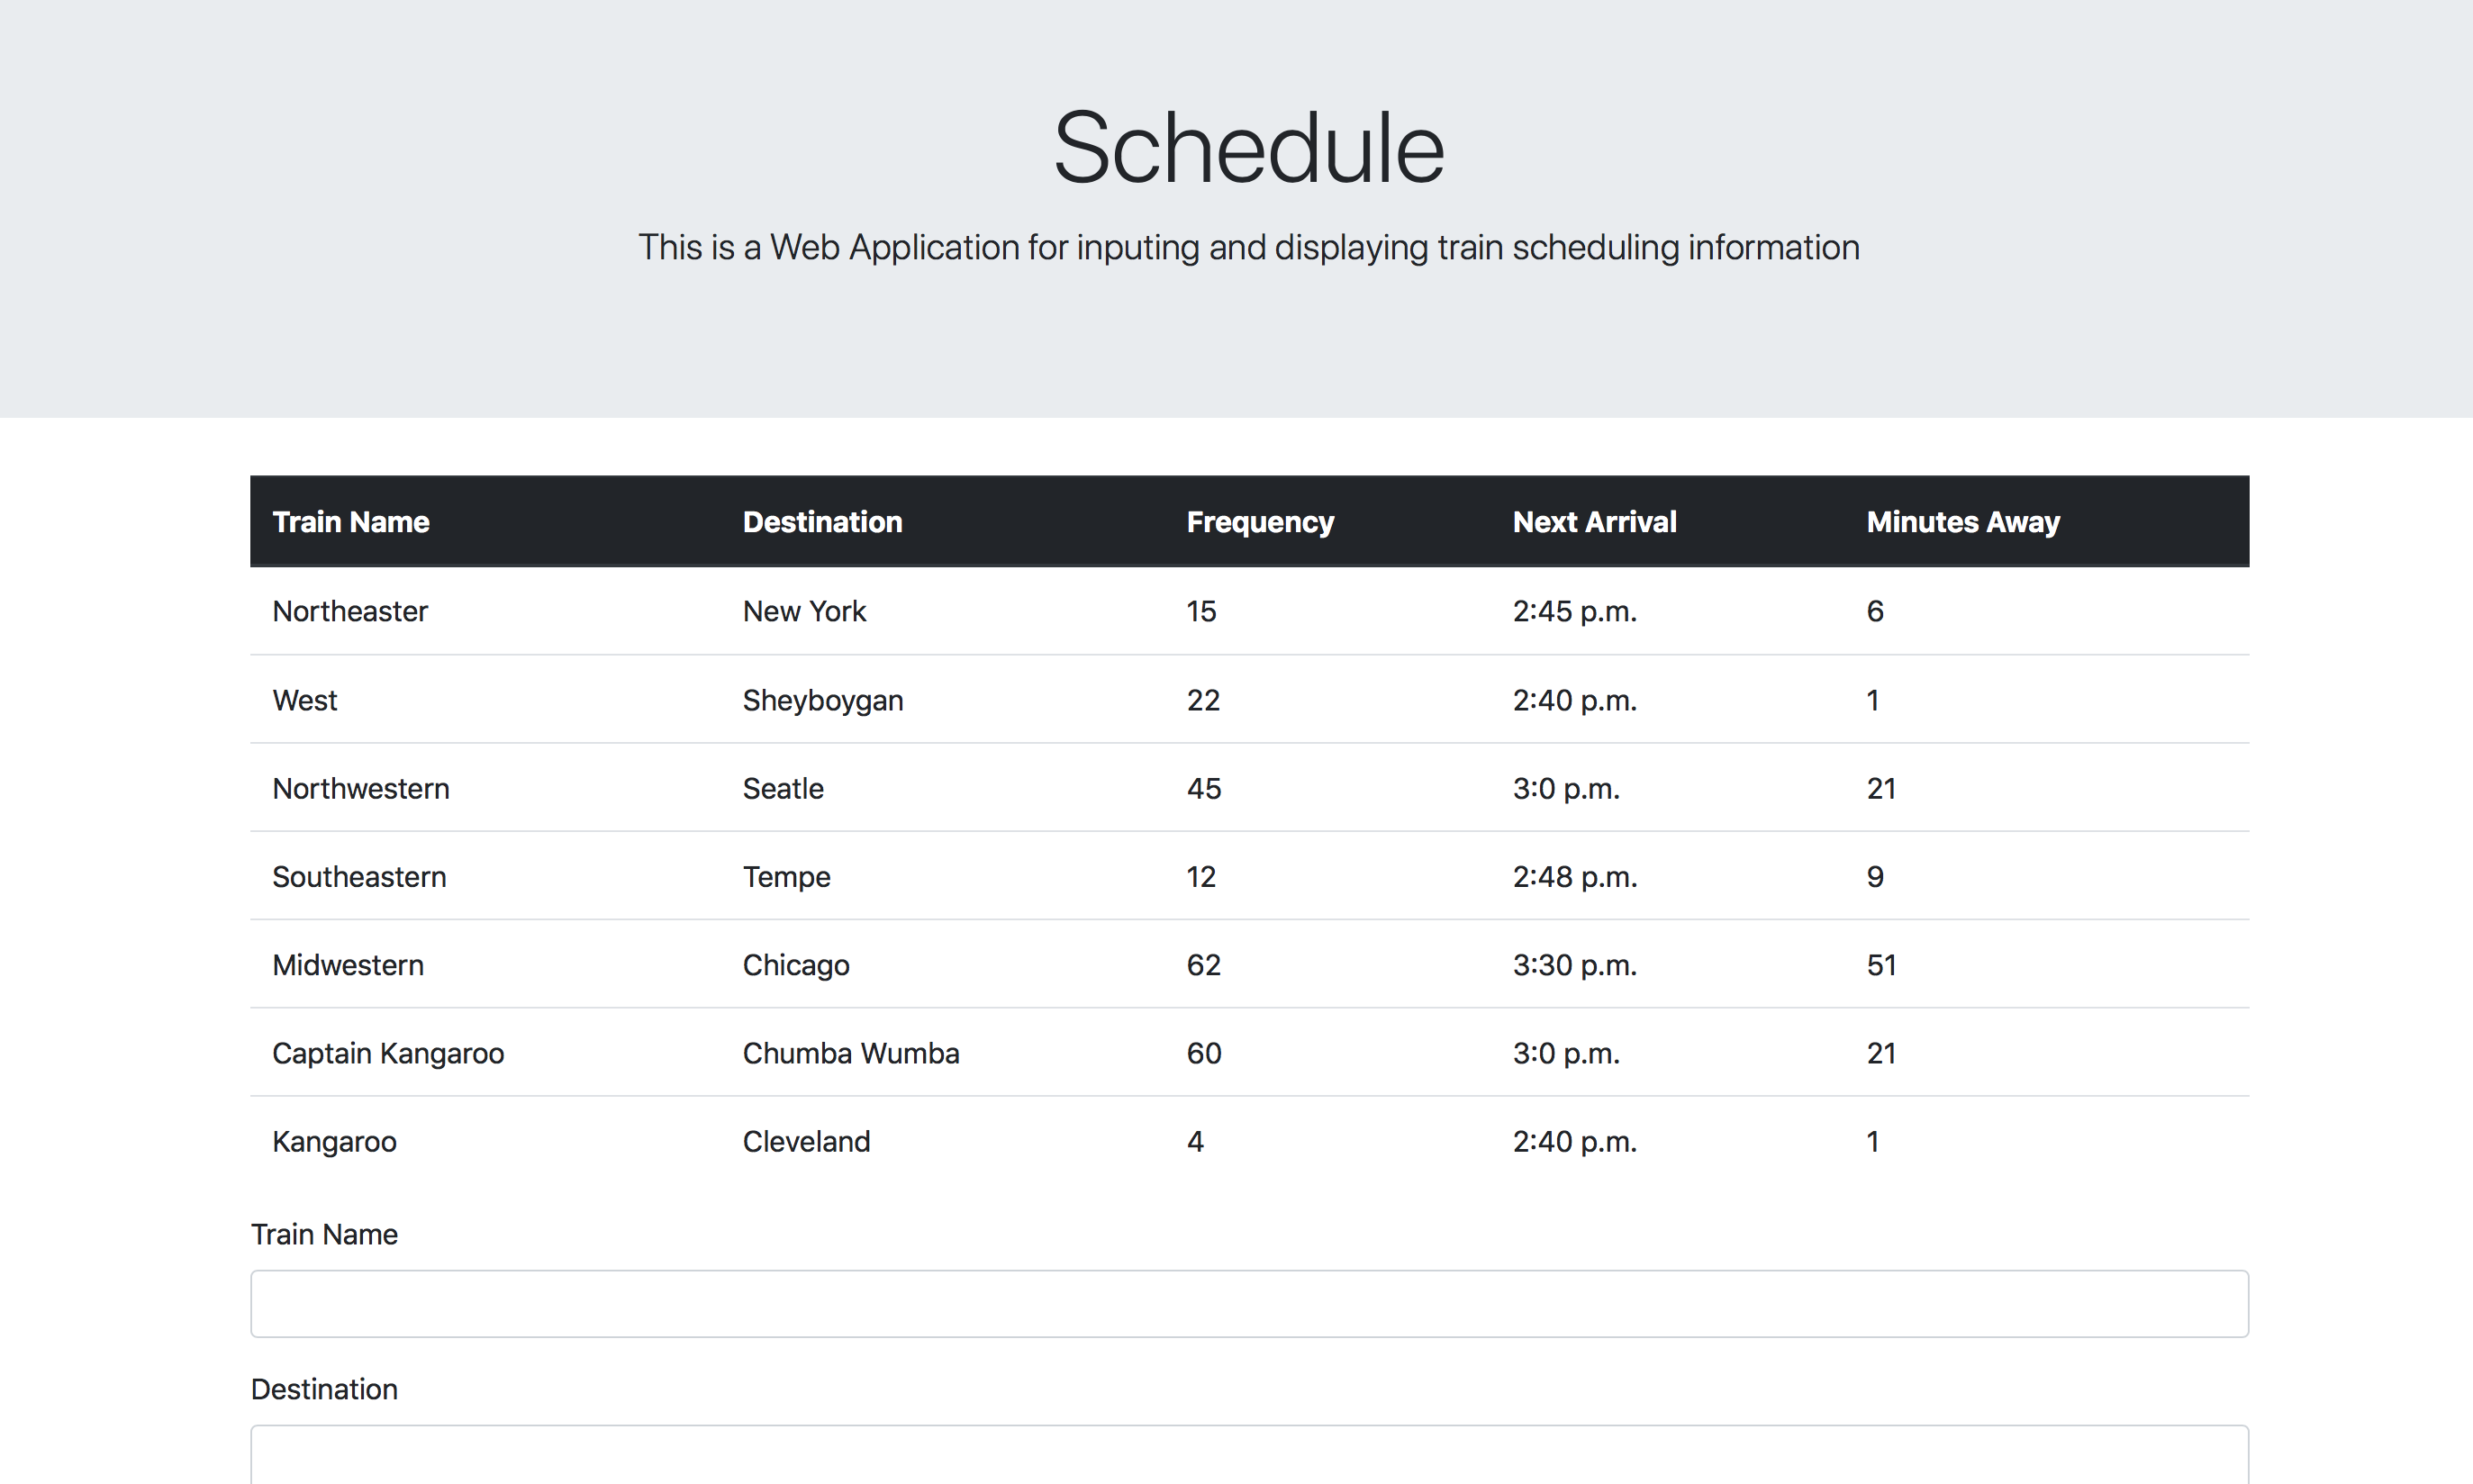 Schedule
This is a Web Application for inputing and displaying train scheduling information
Train Name Destination Frequency Next Arrival Minutes Away
Northeaster New York 15 2:45 p.m. 6
West Sheyboygan 22 2:40 p.m. 1
Northwestern Seatle 45 3:0 p.m. 21
Southeastern Tempe 12 2:48 p.m. 9
Midwestern Chicago 62 3:30 p.m. 51
Captain Kangaroo Chumba Wumba 60 3:0 p.m. 21
Kangaroo Cleveland 4 2:40 p.m. 1
Train Name
Destination